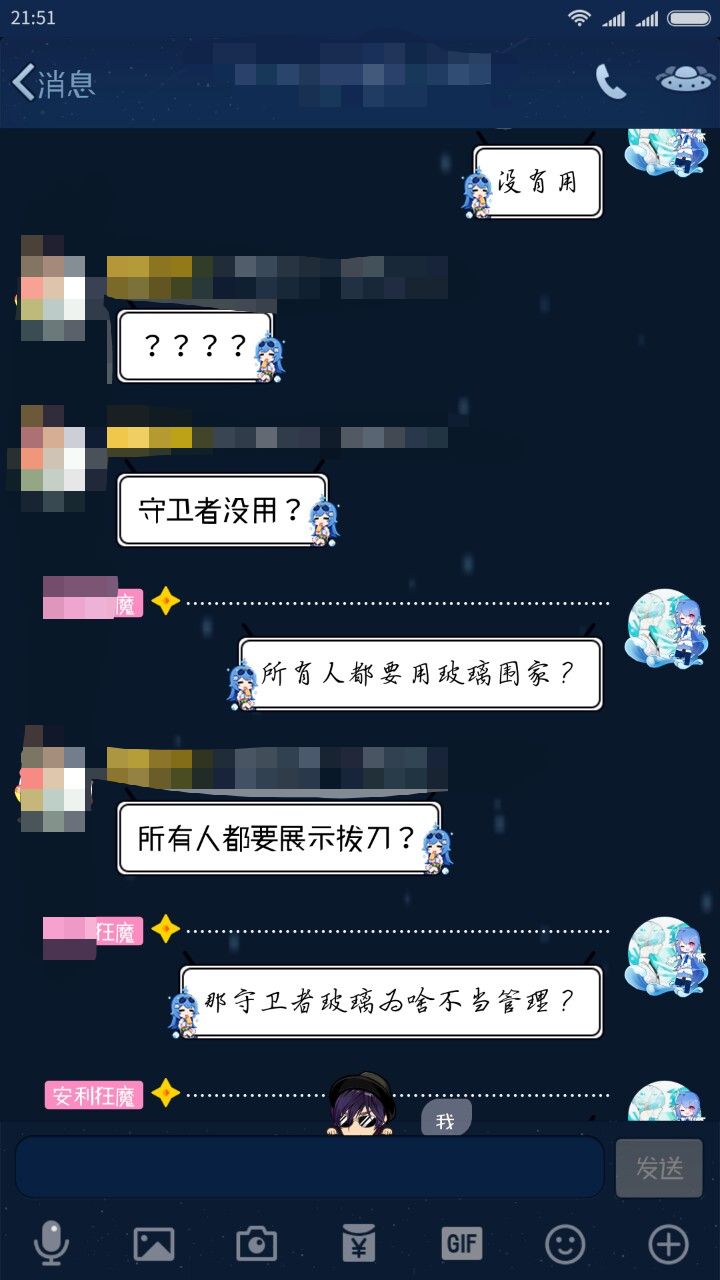 21:51
消息
没有用
？？？？
守卫者没用？
魔
所有人都要用玻璃围家？
所有人都要展示拔刀？
狂魔
那守卫者玻璃为啥不当管理？
安利狂魔
我
发送
¥
GIF